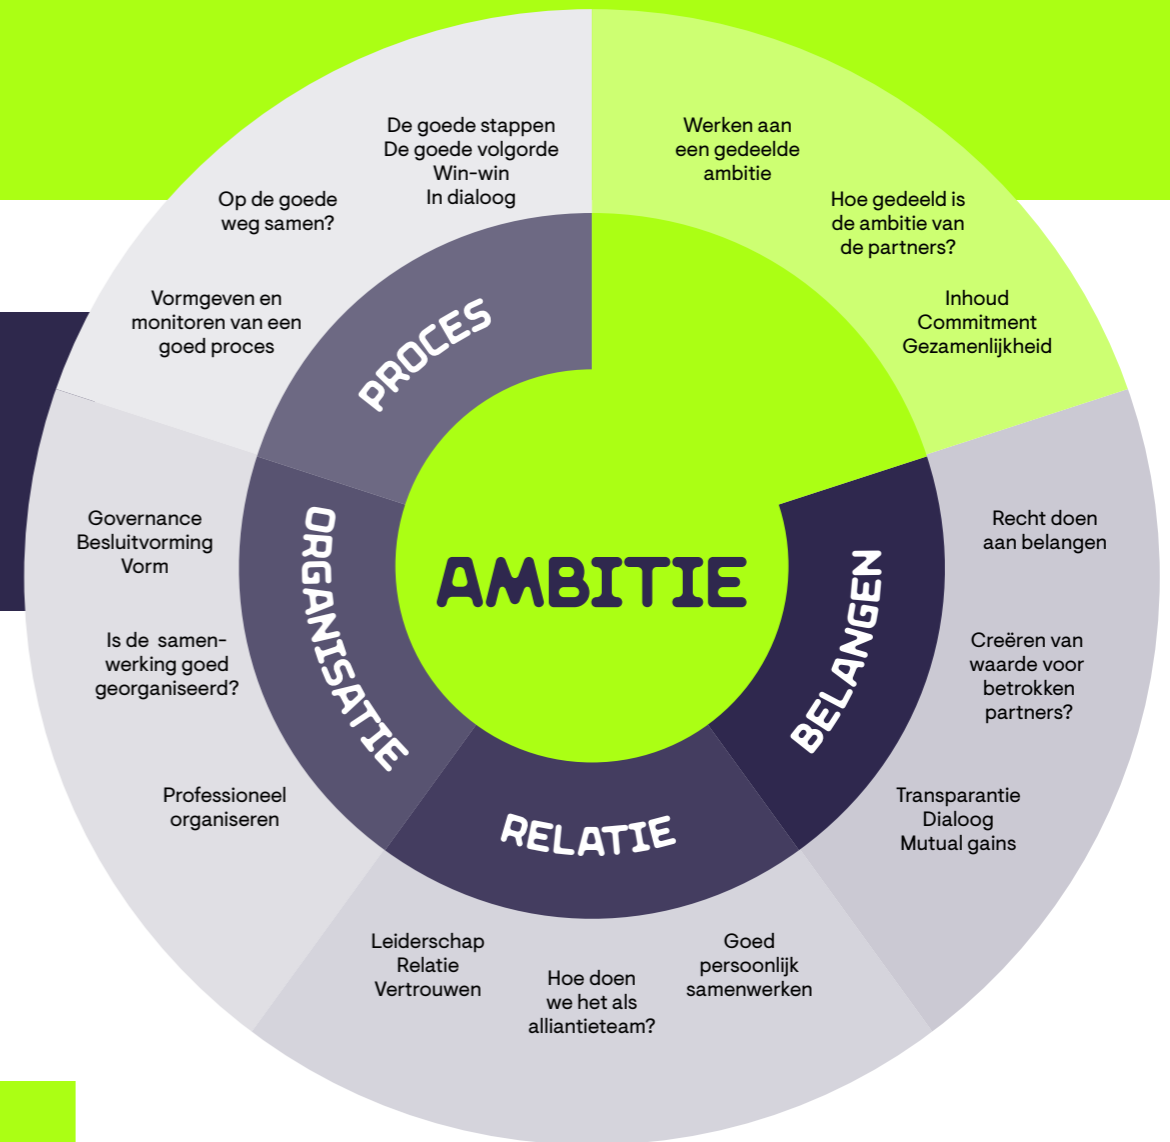 De goede stappen
De goede volgorde
Win-win
In dialoog
Op de goede
weg samen?
Vormgeven en
monitoren van een
goed proces
PROCES
Werken aan
een gedeelde
ambitie
Hoe gedeeld is
de ambitie van
de partners?
Inhoud
Commitment
Gezamenlijkheid
AMBITIE
Recht doen
aan belangen
Creëren van
waarde voor
betrokken
partners?
Transparantie
Dialoog
Mutual gains
BELANGEN
Goed
persoonlijk
samenwerken
Hoe doen
we het als
alliantieteam?
Leiderschap
Relatie
Vertrouwen
RELATIE
Governance
Besluitvorming
Vorm
Is de samen-
werking goed
georganiseerd?
Professioneel
organiseren
ORGANISATIE